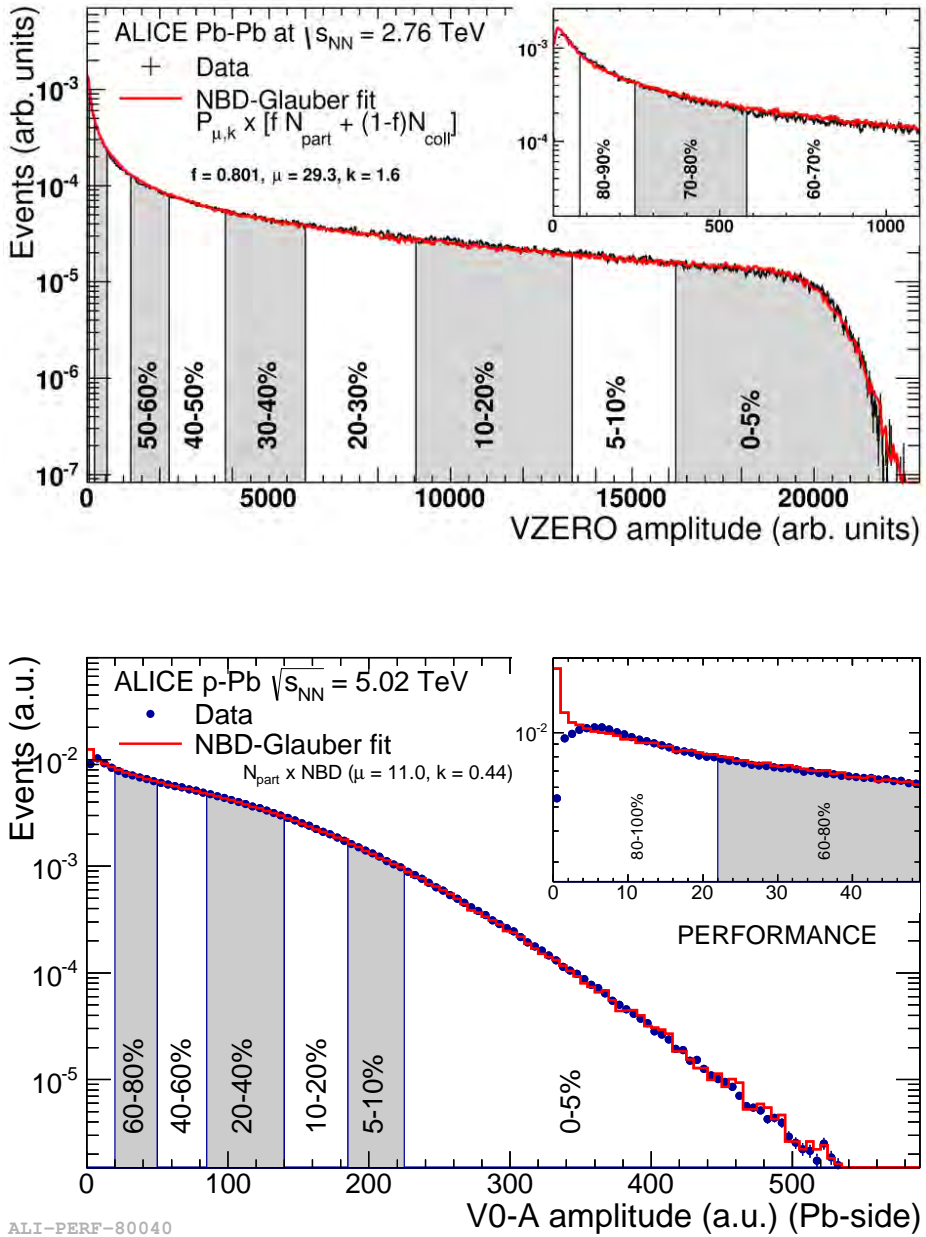 ALICE Pb-Pb at √s_NN = 2.76 TeV
Data
NBD-Glauber fit
P_μ,k x [f N_part + (1-f)N_coll]
f = 0.801, μ = 29.3, k = 1.6
Events (arb. units)
10^-3
10^-4
10^-5
10^-6
10^-7
50-60%
40-50%
30-40%
20-30%
10-20%
5-10%
0-5%
0 5000 10000 15000 20000
VZERO amplitude (arb. units)
10^-3
10^-4
80-90%
70-80%
60-70%
0 500 1000
ALICE p-Pb √s_NN = 5.02 TeV
Data
NBD-Glauber fit
N_part x NBD (μ = 11.0, k = 0.44)
Events (a.u.)
10^-2
10^-3
10^-4
10^-5
60-80%
40-60%
20-40%
10-20%
5-10%
0-5%
0 100 200 300 400 500
V0-A amplitude (a.u.) (Pb-side)
10^-2
80-100%
60-80%
0 10 20 30 40
PERFORMANCE
ALI-PERF-80040